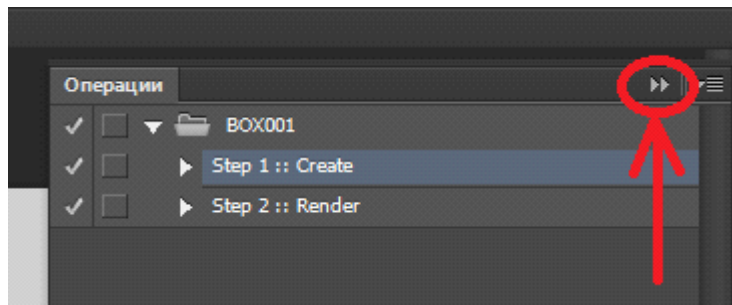 Операции
BOX001
Step 1 :: Create
Step 2 :: Render